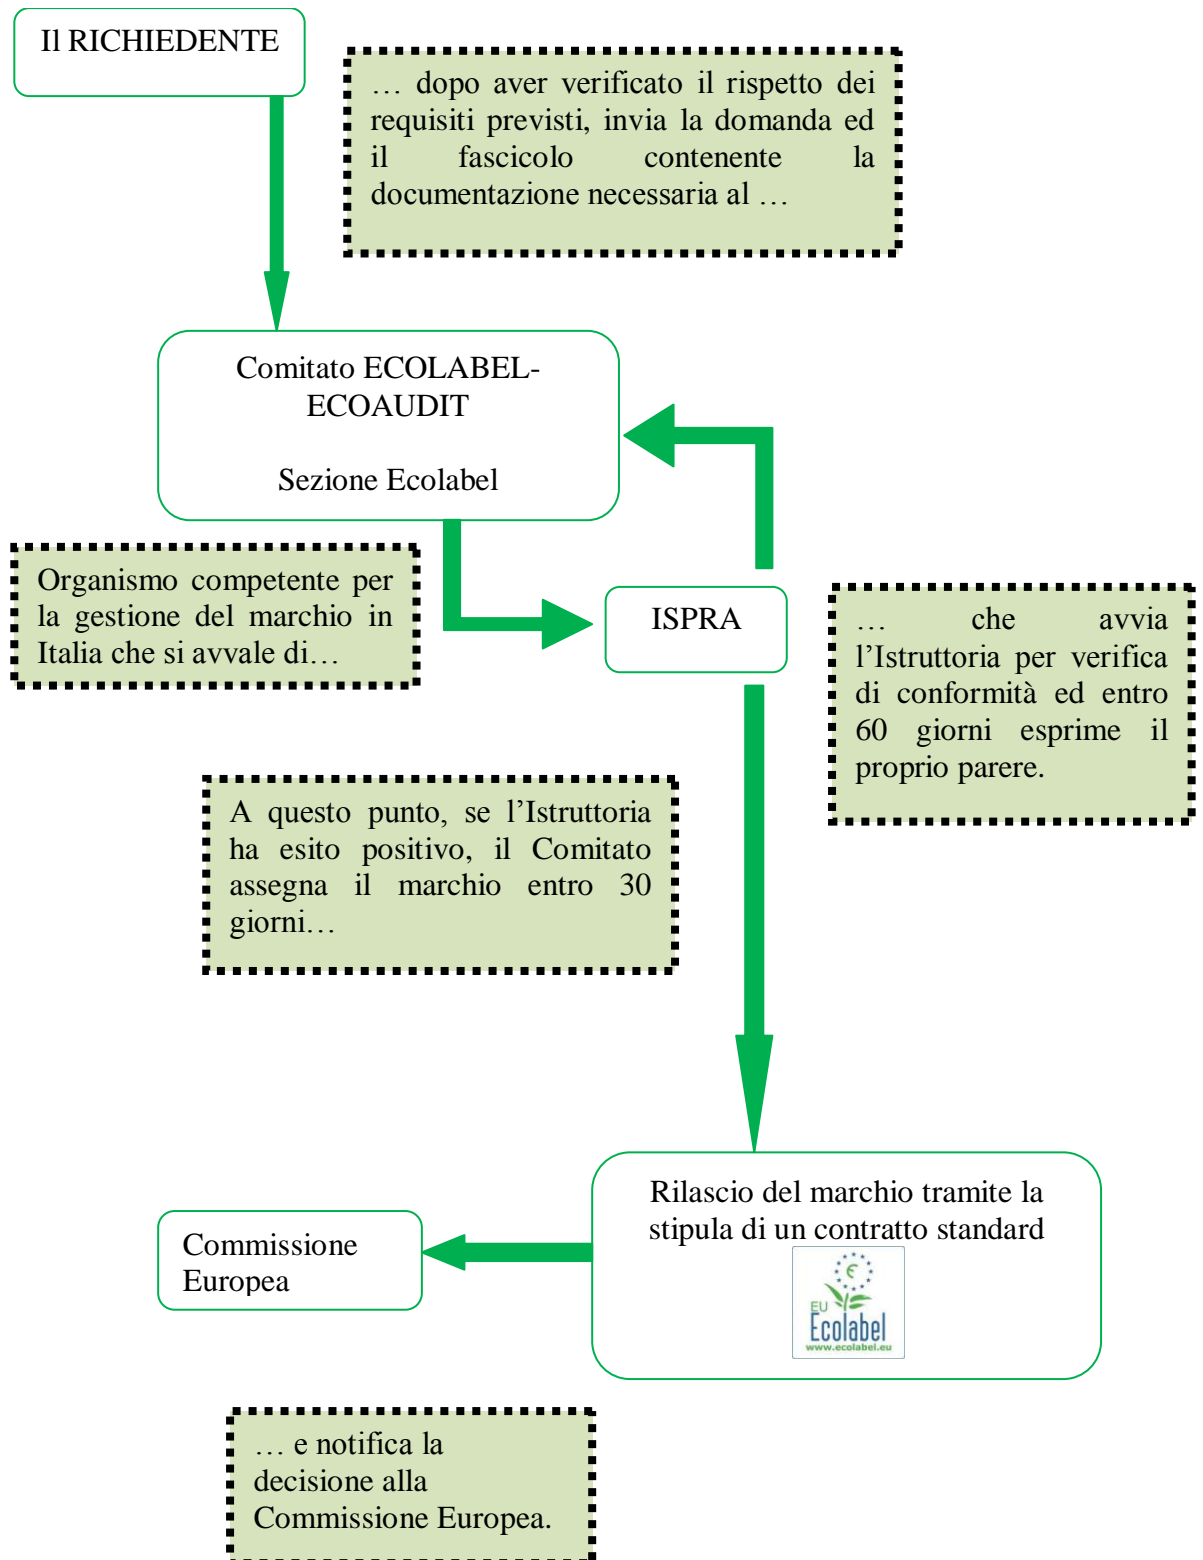 Il RICHIEDENTE
… dopo aver verificato il rispetto dei
requisiti previsti, invia la domanda ed
il fascicolo contenente la
documentazione necessaria al …
Comitato ECOLABEL-
ECOAUDIT
Sezione Ecolabel
Organismo competente per
la gestione del marchio in
Italia che si avvale di…
ISPRA
… che avvia
l’Istruttoria per verifica
di conformità ed entro
60 giorni esprime il
proprio parere.
A questo punto, se l’Istruttoria
ha esito positivo, il Comitato
assegna il marchio entro 30
giorni…
Rilascio del marchio tramite la
stipula di un contratto standard
EU
Ecolabel
www.ecolabel.eu
Commissione
Europea
… e notifica la
decisione alla
Commissione Europea.